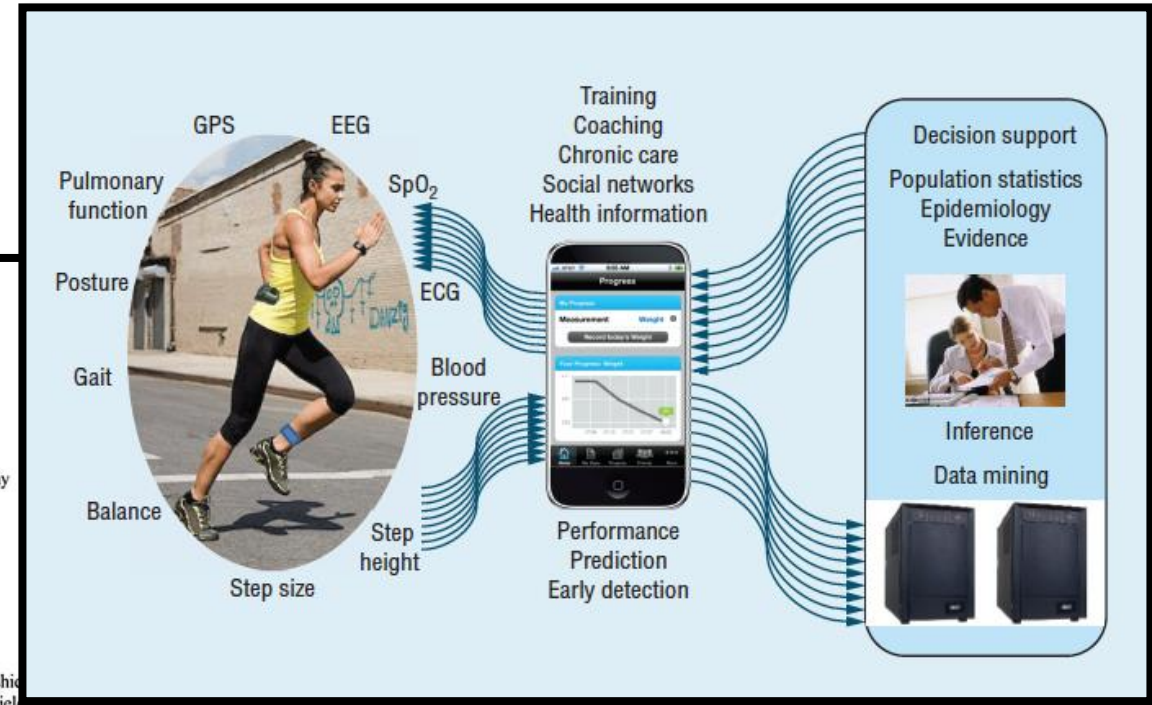 GPS
EEG
Pulmonary
function
SpO2
Posture
ECG
Gait
Blood
pressure
Balance
Step
height
Step size
Training
Coaching
Chronic care
Social networks
Health information
Progress
My Progress
Measurement Weight
Record today's Weight
Your Progress: Weight
Performance
Prediction
Early detection
Decision support
Population statistics
Epidemiology
Evidence
Inference
Data mining